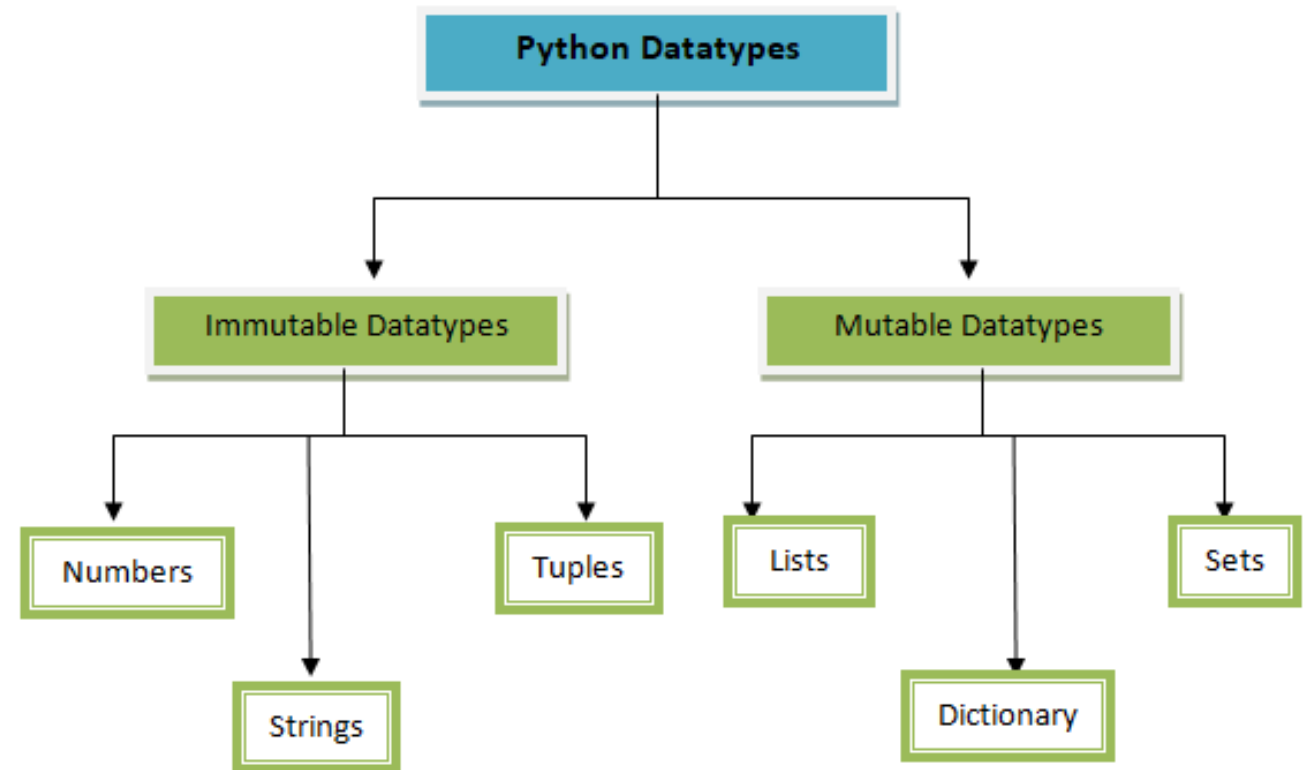 Python Datatypes
Immutable Datatypes
Mutable Datatypes
Numbers
Tuples
Lists
Sets
Strings
Dictionary